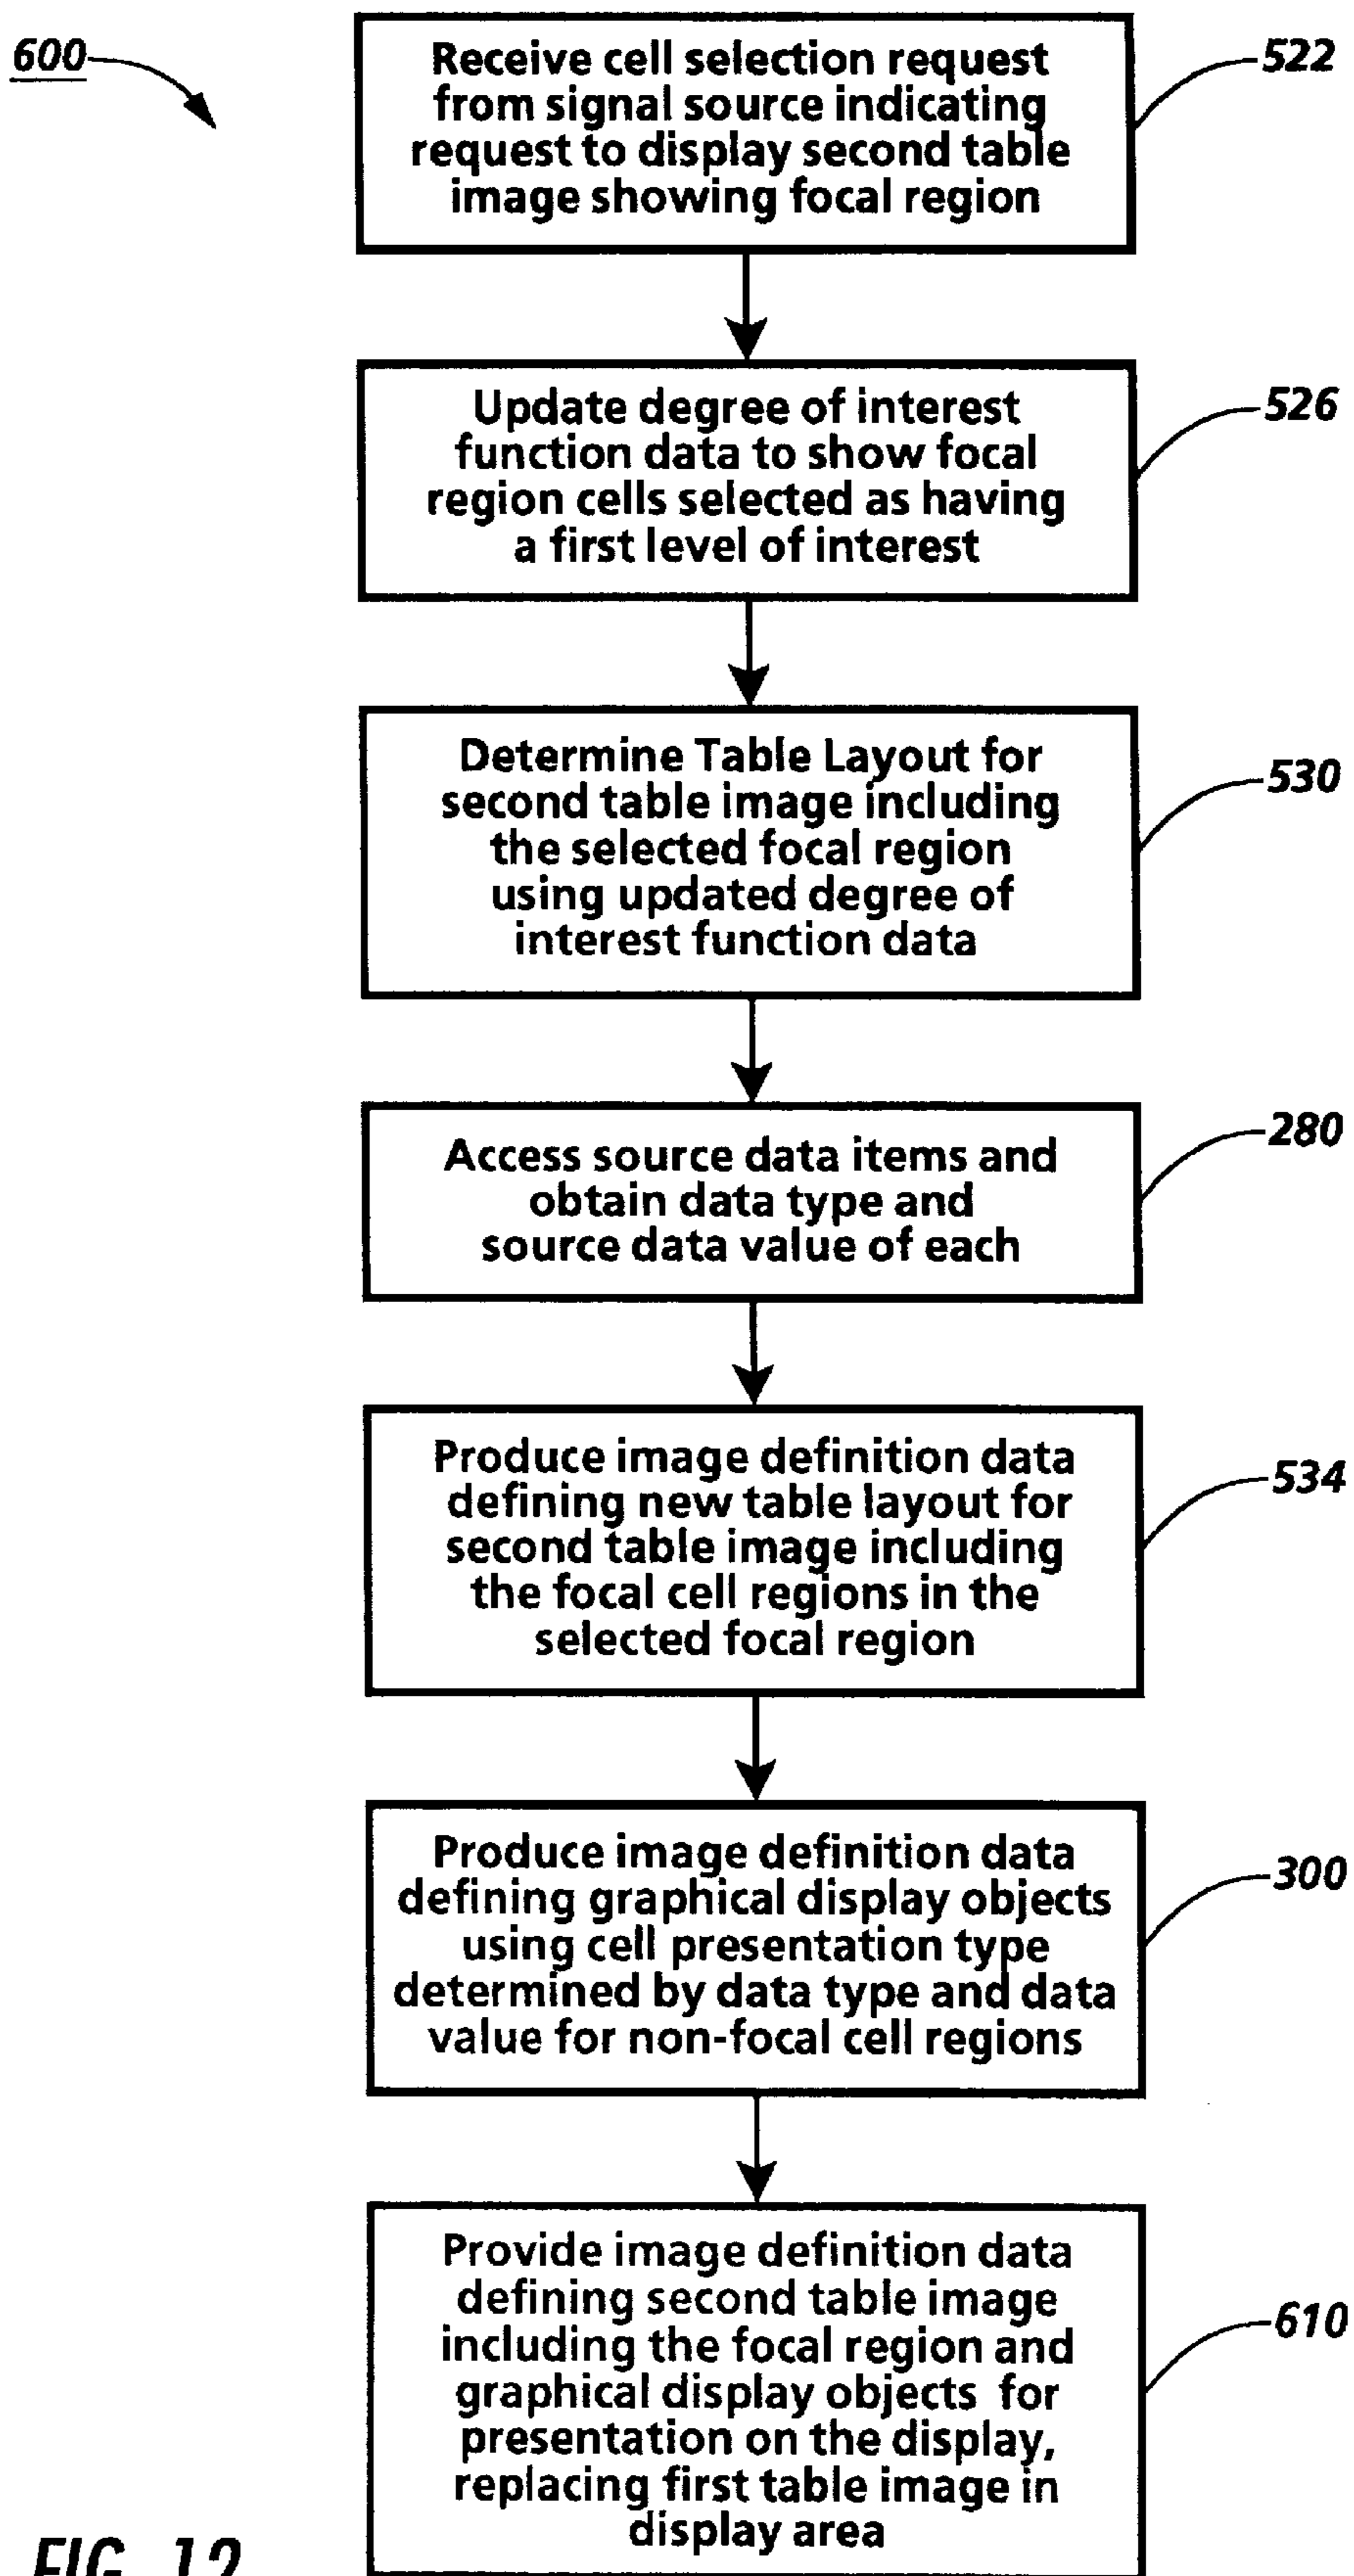 600
Receive cell selection request
from signal source indicating
request to display second table
image showing focal region
522
Update degree of interest
function data to show focal
region cells selected as having
a first level of interest
526
Determine Table Layout for
second table image including
the selected focal region
using updated degree of
interest function data
530
Access source data items and
obtain data type and
source data value of each
280
Produce image definition data
defining new table layout for
second table image including
the focal cell regions in the
selected focal region
534
Produce image definition data
defining graphical display objects
using cell presentation type
determined by data type and data
value for non-focal cell regions
300
Provide image definition data
defining second table image
including the focal region and
graphical display objects for
presentation on the display,
replacing first table image in
display area
610
FIG. 12